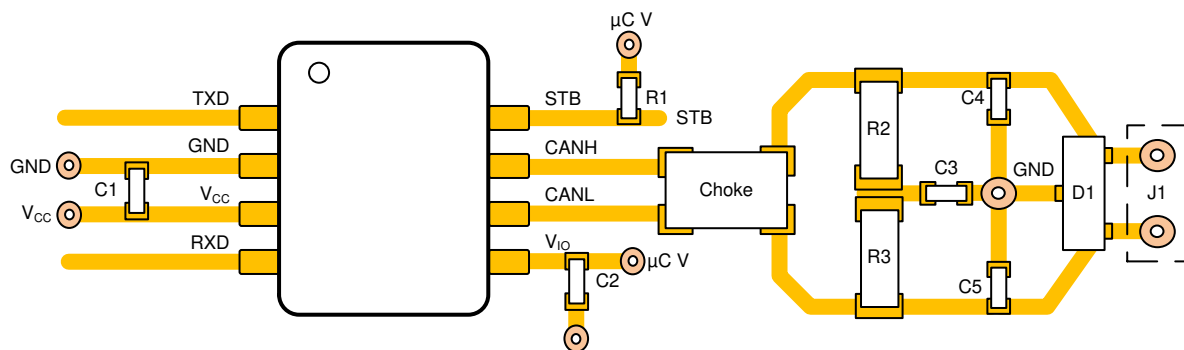 µC V
TXD
STB
R1
STB
GND
GND
CANH
C1
Choke
V_CC
V_CC
CANL
RXD
V_IO
µC V
C2
R2
C4
C3
GND
D1
J1
R3
C5